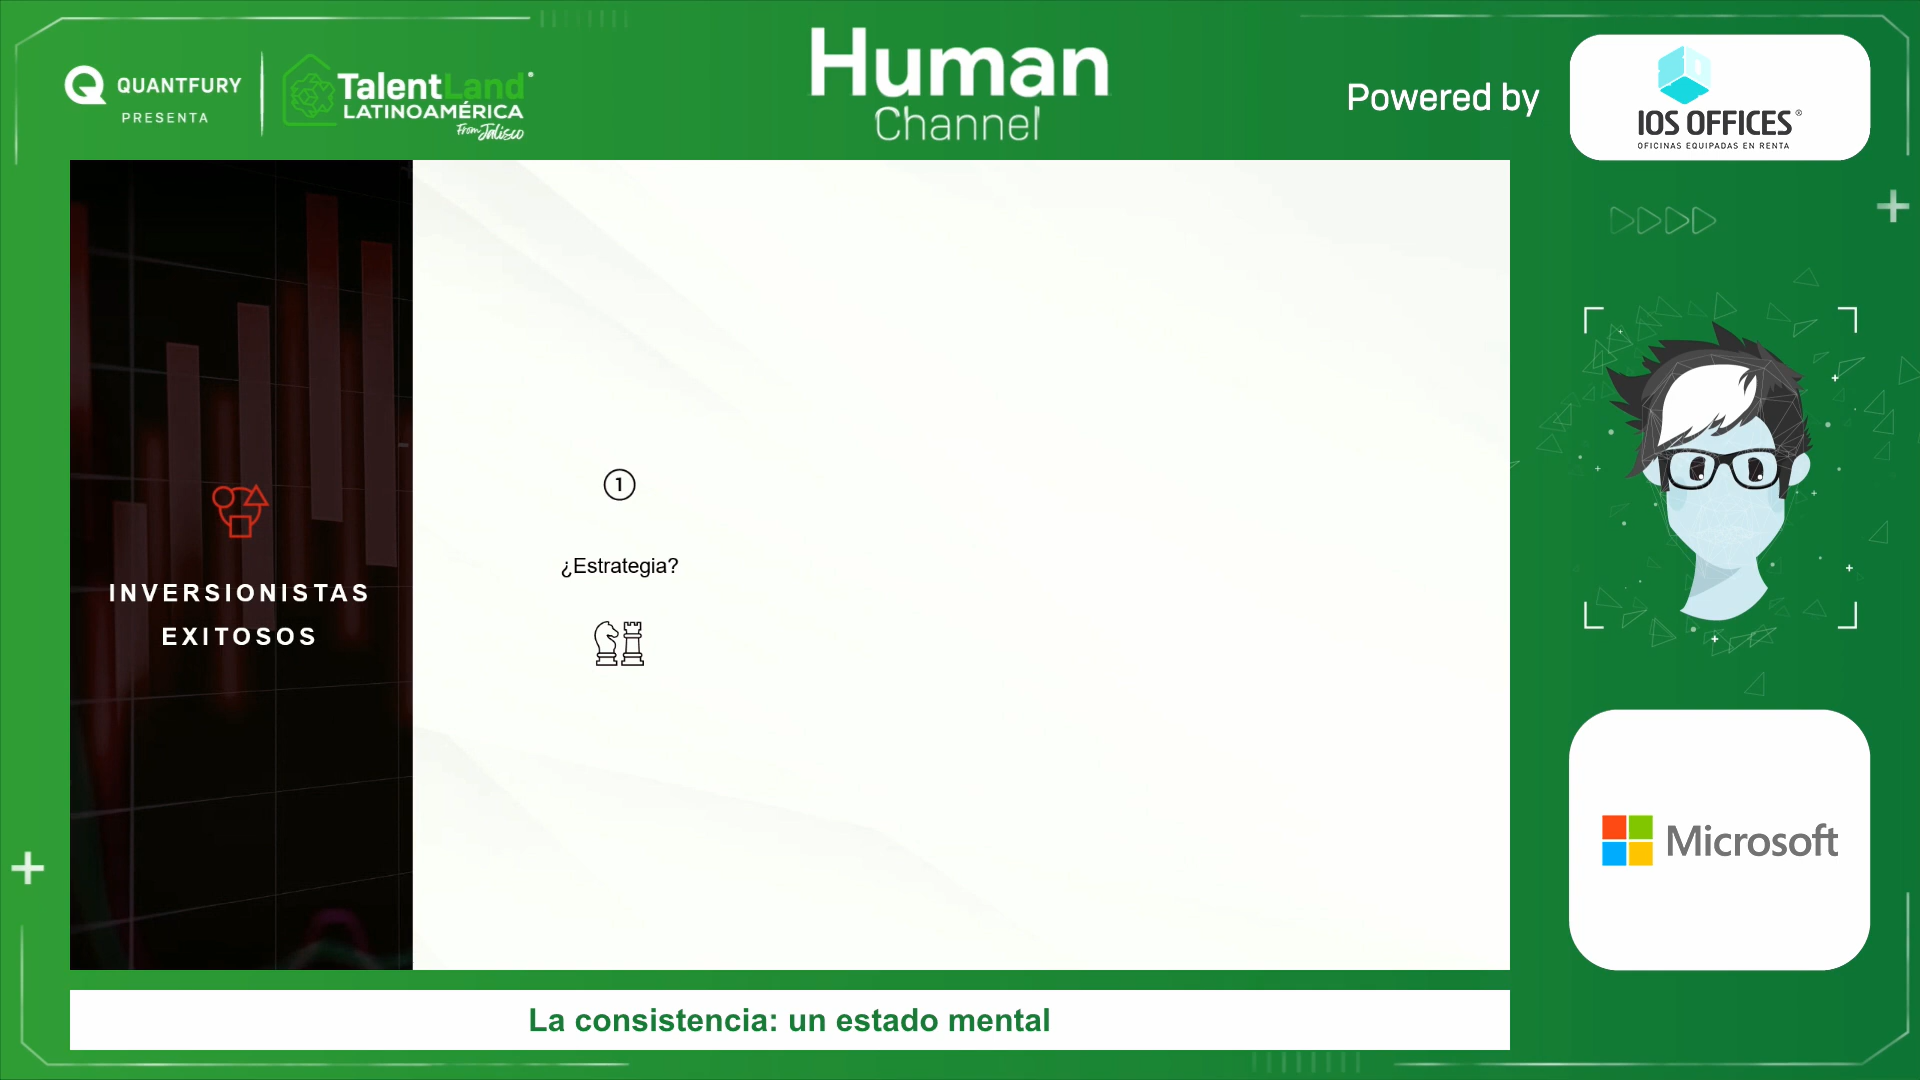 QUANTFURY
PRESENTA
TalentLand
LATINOAMÉRICA
From Jalisco
Human
Channel
Powered by
IOS OFFICES®
OFICINAS EQUIPADAS EN RENTA
INVERSIONISTAS
EXITOSOS
1
¿Estrategia?
Microsoft
La consistencia: un estado mental